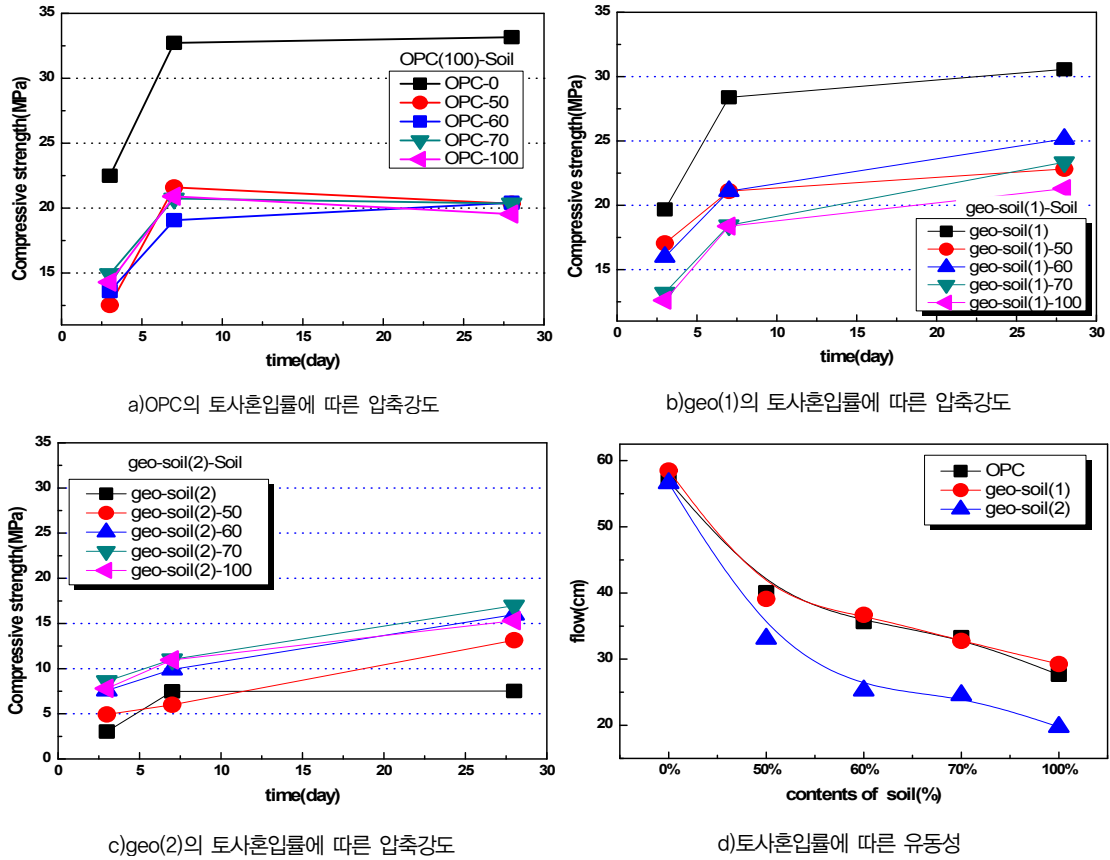 35
30
25
20
15
Compressive strength(MPa)
OPC(100)-Soil
OPC-0
OPC-50
OPC-60
OPC-70
OPC-100
0 5 10 15 20 25 30
time(day)
a)OPC의 토사혼입률에 따른 압축강도
35
30
25
20
15
Compressive strength(MPa)
geo-soil(1)-Soil
geo-soil(1)
geo-soil(1)-50
geo-soil(1)-60
geo-soil(1)-70
geo-soil(1)-100
0 5 10 15 20 25 30
time(day)
b)geo(1)의 토사혼입률에 따른 압축강도
35
30
25
20
15
10
5
0
Compressive strength(MPa)
geo-soil(2)-Soil
geo-soil(2)
geo-soil(2)-50
geo-soil(2)-60
geo-soil(2)-70
geo-soil(2)-100
0 5 10 15 20 25 30
time(day)
c)geo(2)의 토사혼입률에 따른 압축강도
60
50
40
30
20
flow(cm)
OPC
geo-soil(1)
geo-soil(2)
0% 50% 60% 70% 100%
contents of soil(%)
d)토사혼입률에 따른 유동성